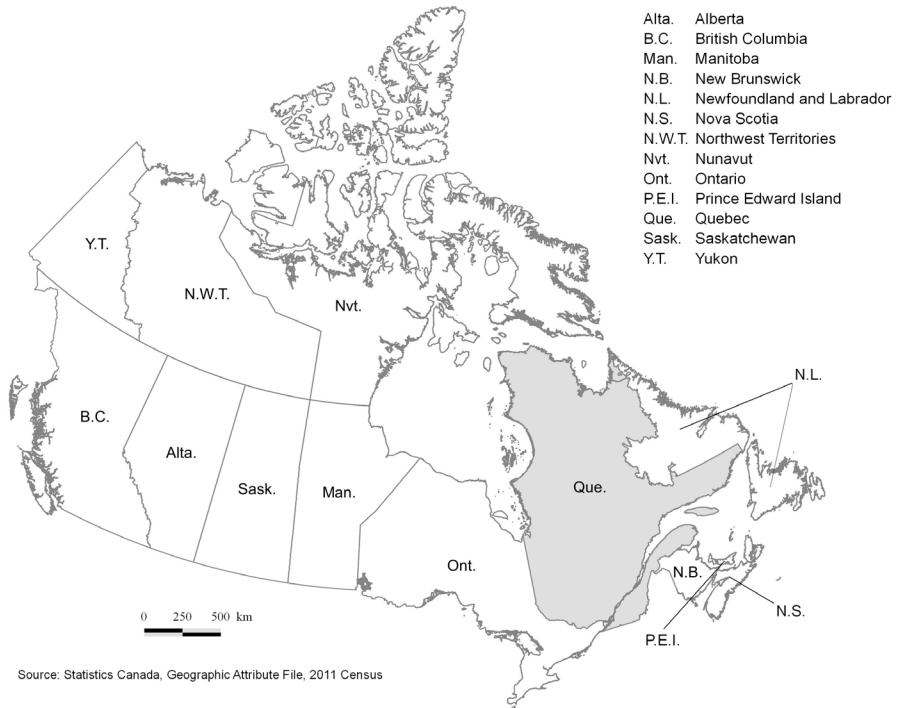 Alta. Alberta
B.C. British Columbia
Man. Manitoba
N.B. New Brunswick
N.L. Newfoundland and Labrador
N.S. Nova Scotia
N.W.T. Northwest Territories
Nvt. Nunavut
Ont. Ontario
P.E.I. Prince Edward Island
Que. Quebec
Sask. Saskatchewan
Y.T. Yukon
Y.T.
N.W.T.
Nvt.
N.L.
B.C.
Alta.
Sask.
Man.
Que.
Ont.
N.B.
N.S.
P.E.I.
0 250 500 km
Source: Statistics Canada, Geographic Attribute File, 2011 Census